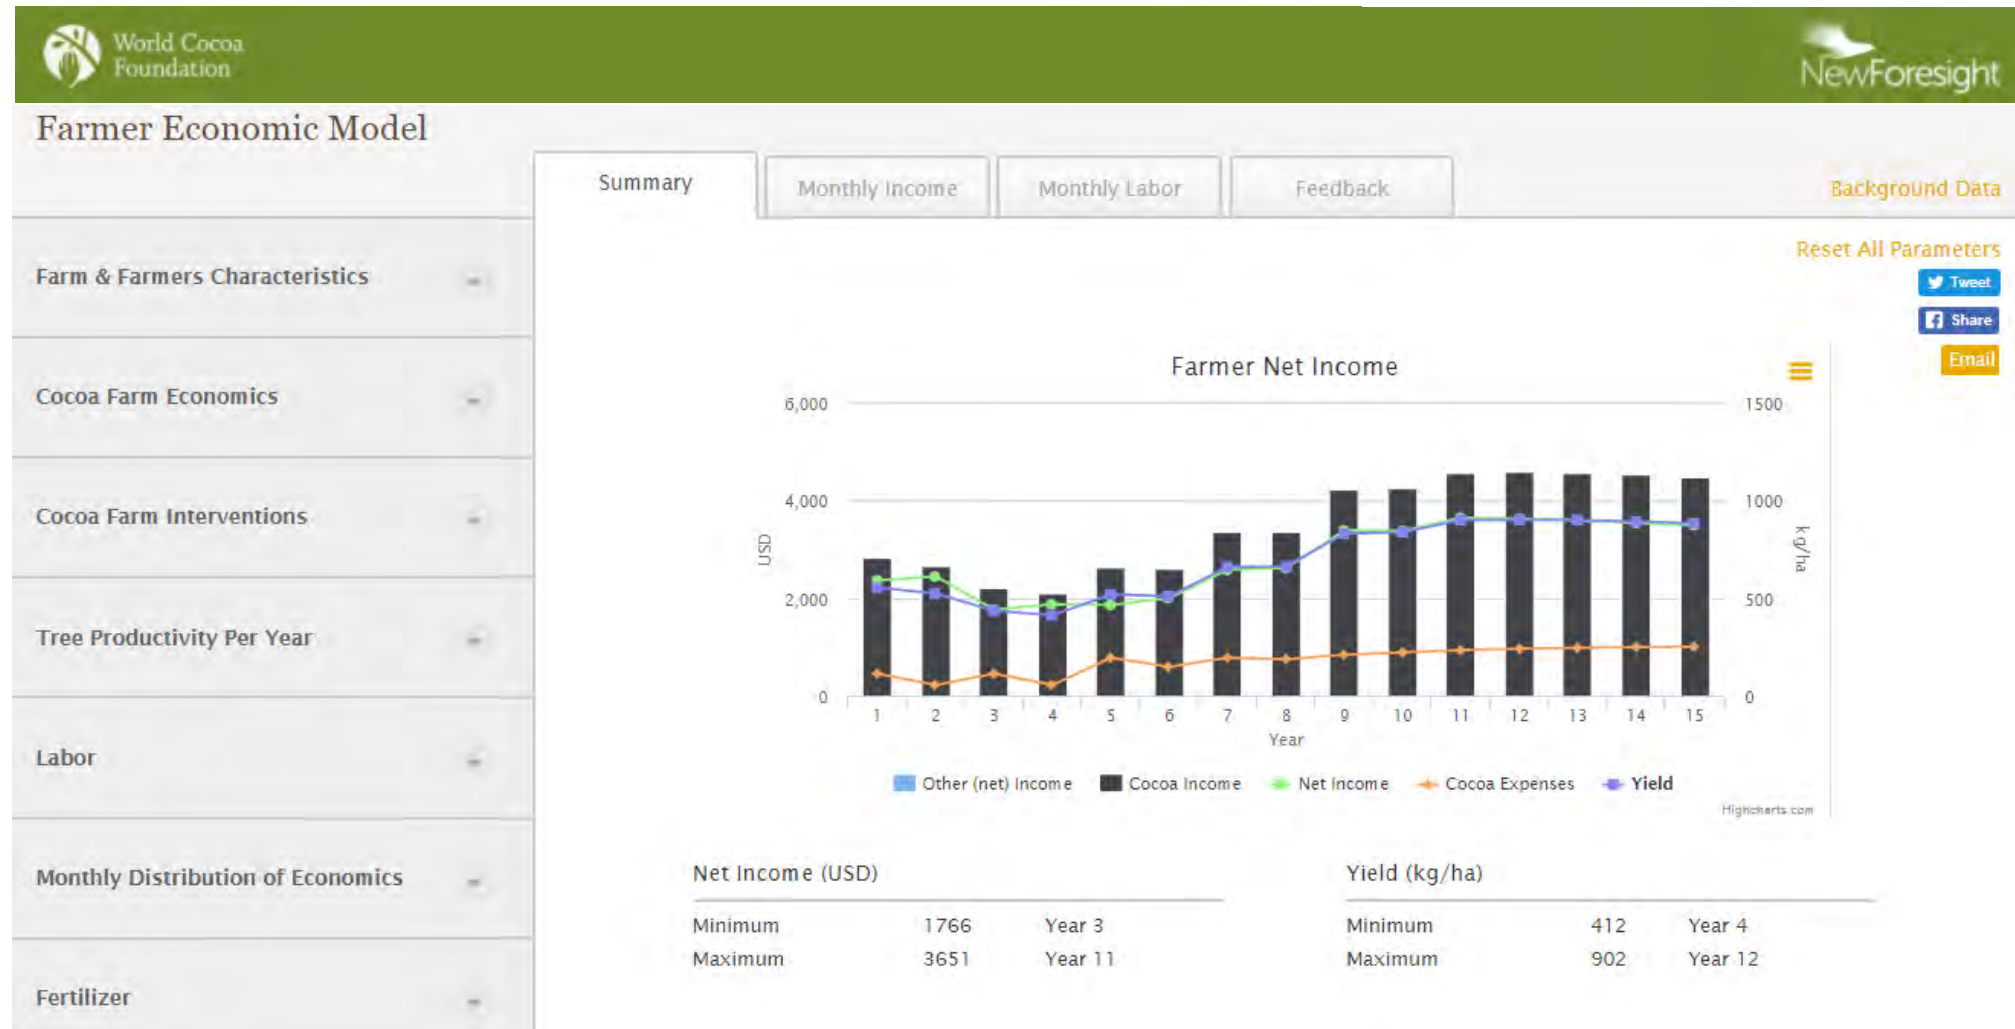 World Cocoa
Foundation
NewForesight
Farmer Economic Model
Summary
Monthly Income
Monthly Labor
Feedback
Background Data
Reset All Parameters
Tweet
Share
Email
Farm & Farmers Characteristics
Cocoa Farm Economics
Cocoa Farm Interventions
Tree Productivity Per Year
Labor
Monthly Distribution of Economics
Fertilizer
Farmer Net Income
6,000
4,000
2,000
0
USD
1500
1000
500
0
kg/ha
1 2 3 4 5 6 7 8 9 10 11 12 13 14 15
Year
Other (net) Income Cocoa Income Net Income Cocoa Expenses Yield
Highcharts.com
Net Income (USD)
Minimum 1766 Year 3
Maximum 3651 Year 11
Yield (kg/ha)
Minimum 412 Year 4
Maximum 902 Year 12